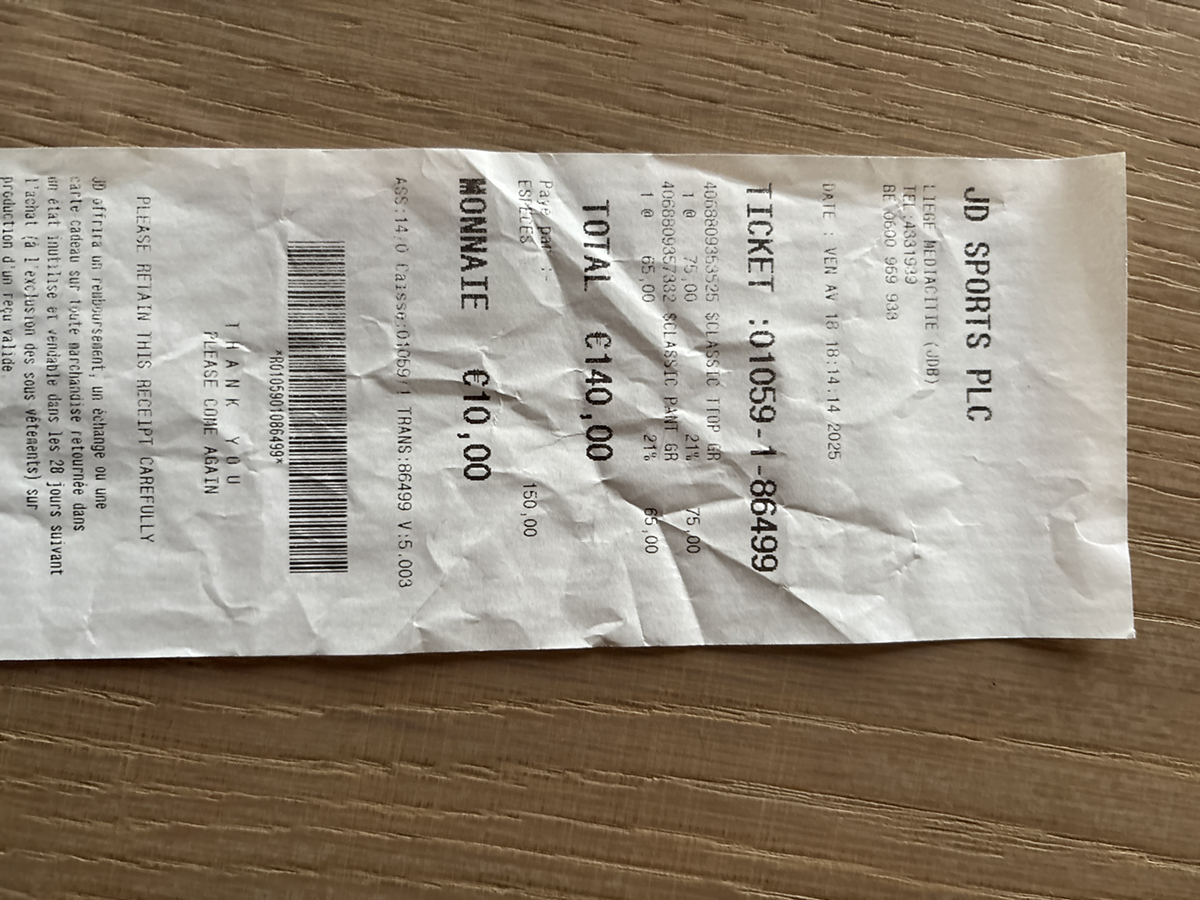 JD SPORTS PLC
LIEGE MEDIACITE (JDB)
TEL:4331939
BE 0600 969 933
DATE : VEN AV 18 18:14:14 2025
TICKET :01059-1-86499
4068809353525 $CLASSIC TTOP GR
1 @ 75,00 21% 75,00
4068809357332 $CLASSIC PANT GR
1 @ 65,00 21% 65,00
TOTAL €140,00
Payé par :-
ESPECES 150,00
MONNAIE €10,00
ASS:14.0 Caisse:01059/1 TRANS:86499 V:5.003
*R0105901086499*
T H A N K Y O U
PLEASE COME AGAIN
PLEASE RETAIN THIS RECEIPT CAREFULLY
JD offrira un remboursement, un échange ou une
carte cadeau sur toute marchandise retournée dans
un état inutilisé et vendable dans les 28 jours suivant
l'achat (à l'exclusion des sous vêtements) sur
production d'un reçu valide.